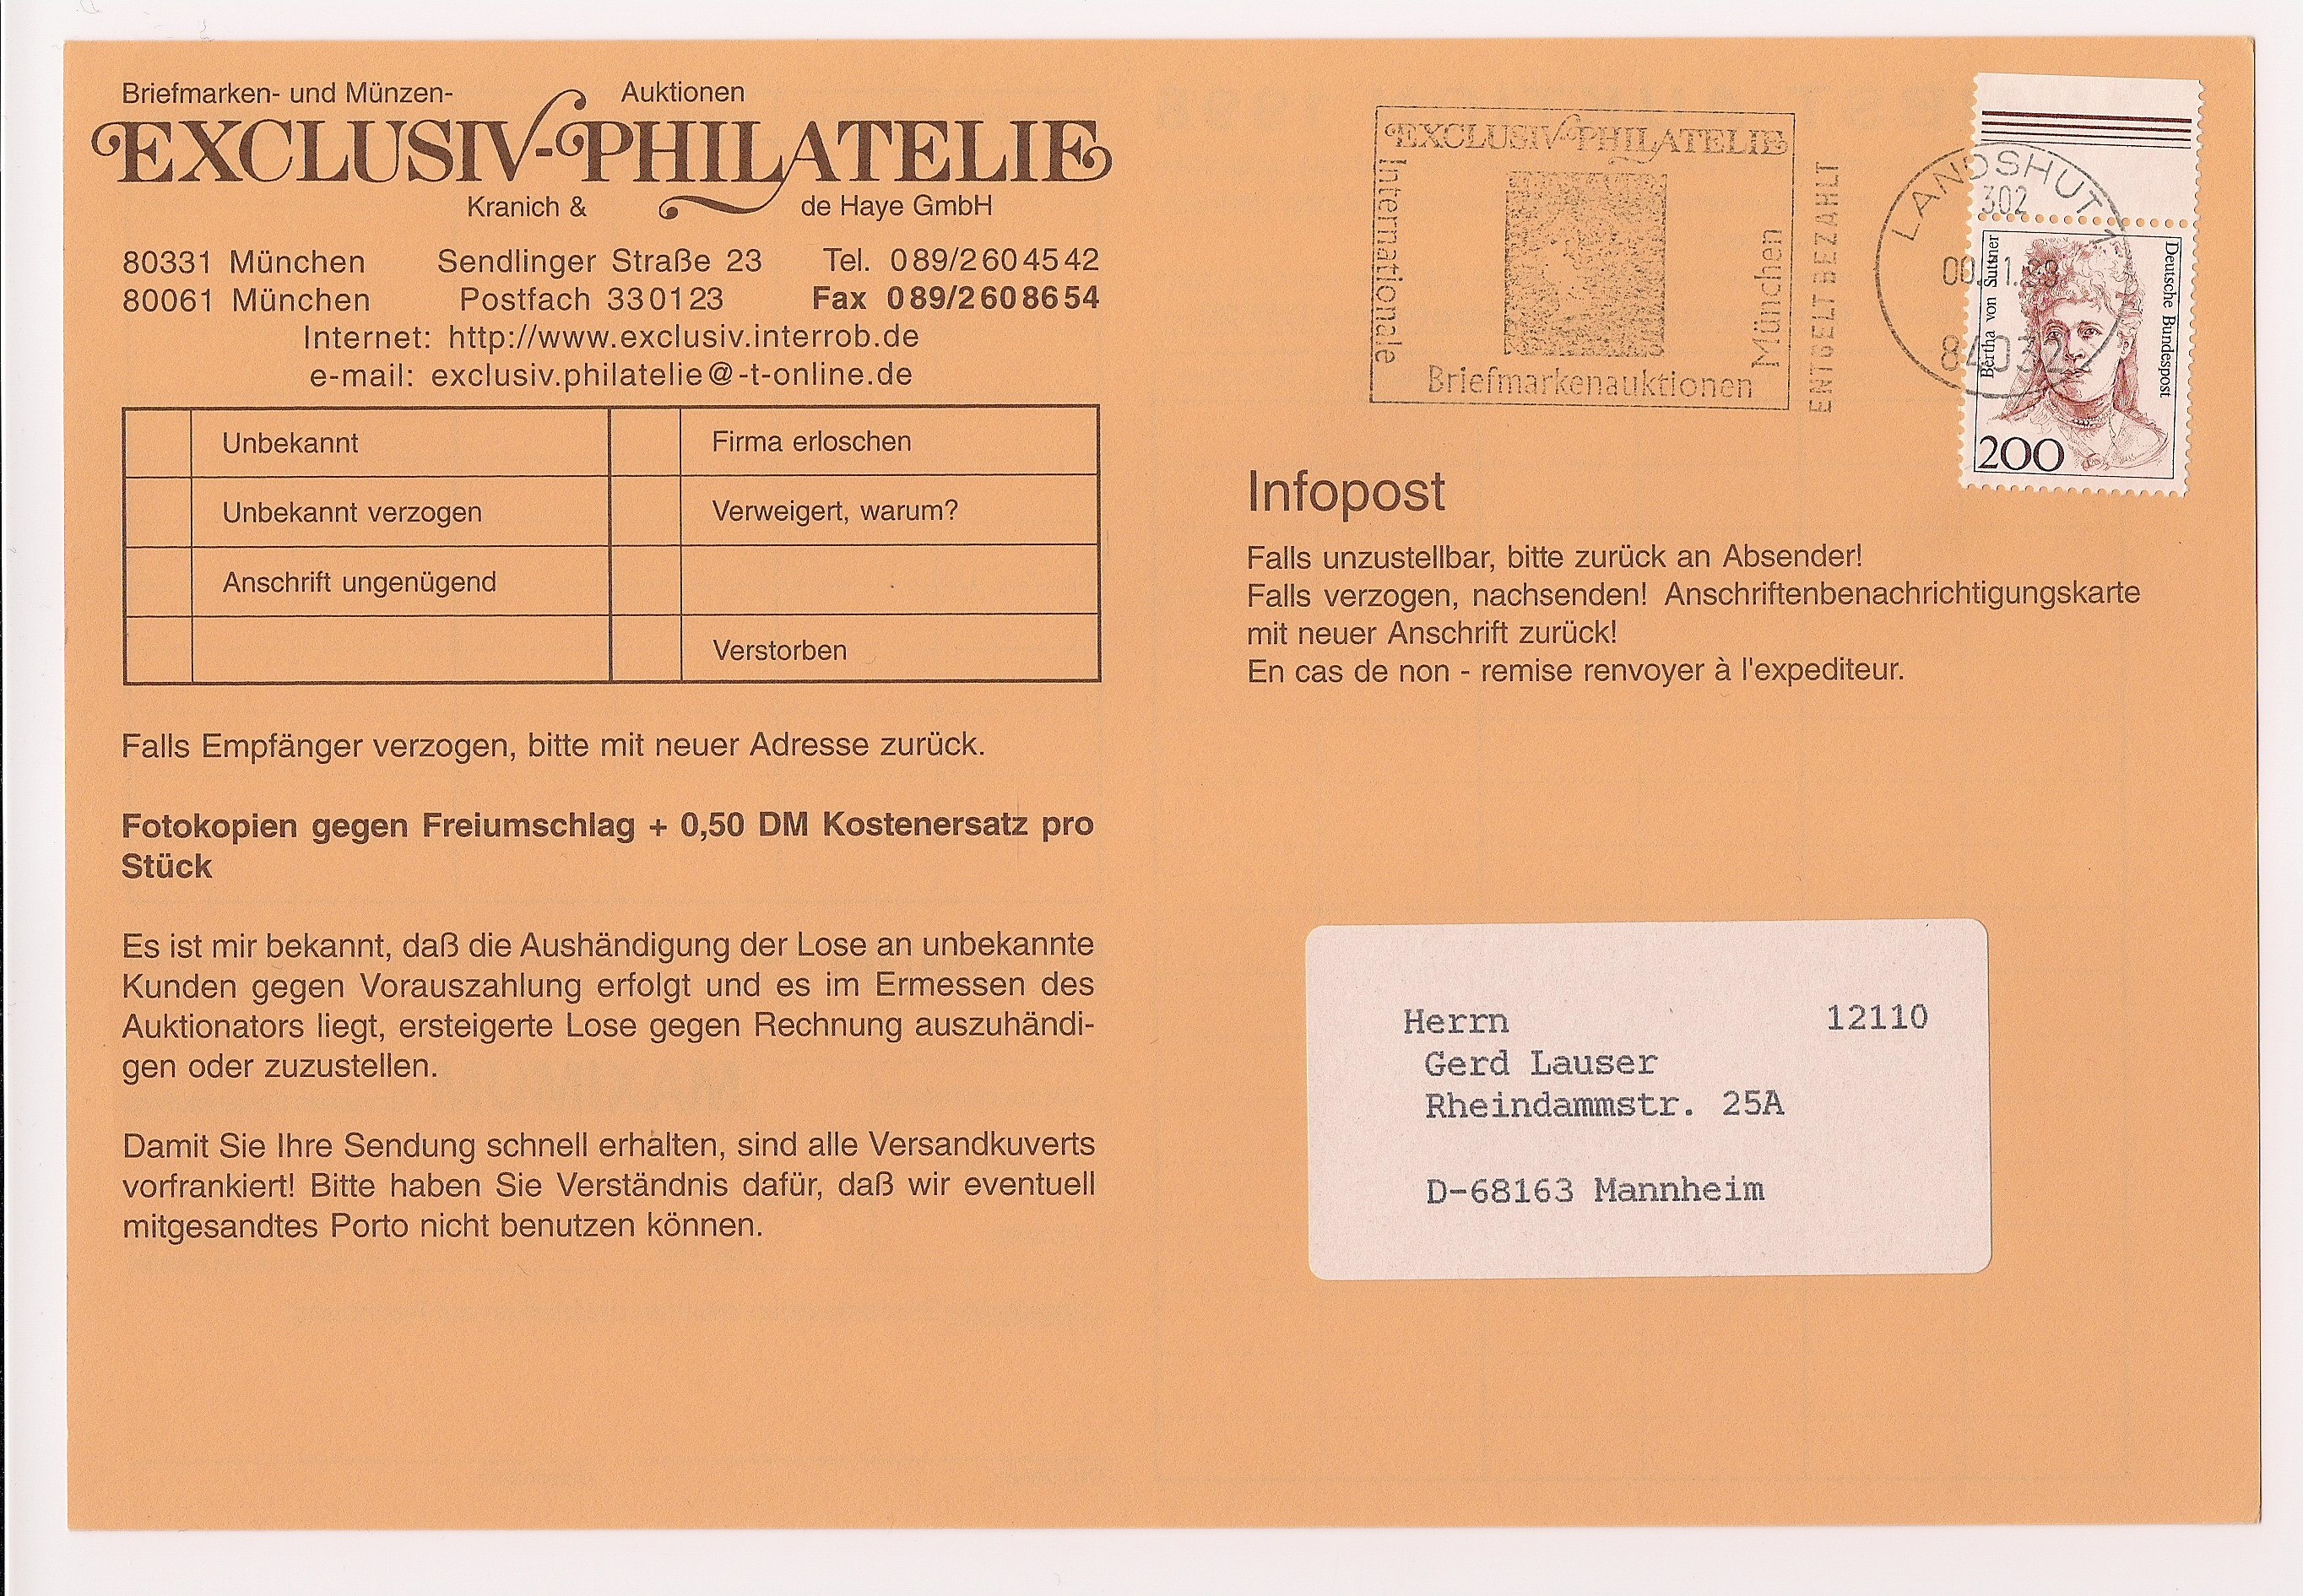 Briefmarken- und Münzen- Auktionen
EXCLUSIV-PHILATELIE
Kranich & de Haye GmbH
80331 München Sendlinger Straße 23 Tel. 089/2604542
80061 München Postfach 330123 Fax 089/2608654
Internet: http://www.exclusiv.interrob.de
e-mail: exclusiv.philatelie@-t-online.de
Unbekannt Firma erloschen
Unbekannt verzogen Verweigert, warum?
Anschrift ungenügend
Verstorben
Falls Empfänger verzogen, bitte mit neuer Adresse zurück.
Fotokopien gegen Freiumschlag + 0,50 DM Kostenersatz pro
Stück
Es ist mir bekannt, daß die Aushändigung der Lose an unbekannte
Kunden gegen Vorauszahlung erfolgt und es im Ermessen des
Auktionators liegt, ersteigerte Lose gegen Rechnung auszuhändi-
gen oder zuzustellen.
Damit Sie Ihre Sendung schnell erhalten, sind alle Versandkuverts
vorfrankiert! Bitte haben Sie Verständnis dafür, daß wir eventuell
mitgesandtes Porto nicht benutzen können.
EXCLUSIV-PHILATELIE
Internationale
Briefmarkenauktionen
München
ENTGELT BEZAHLT
LANDSHUT 1
302
84032
Bertha von Suttner
Deutsche Bundespost
200
Infopost
Falls unzustellbar, bitte zurück an Absender!
Falls verzogen, nachsenden! Anschriftenbenachrichtigungskarte
mit neuer Anschrift zurück!
En cas de non - remise renvoyer à l'expediteur.
Herrn 12110
Gerd Lauser
Rheindammstr. 25A
D-68163 Mannheim